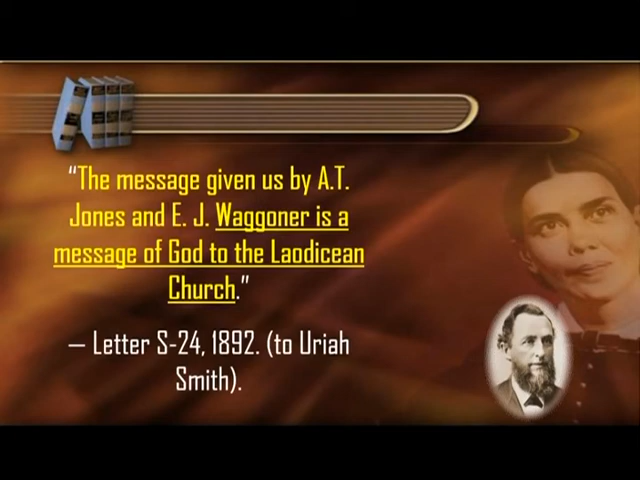 “The message given us by A.T.
Jones and E. J. Waggoner is a
message of God to the Laodicean
Church.”
– Letter S-24, 1892. (to Uriah
Smith).